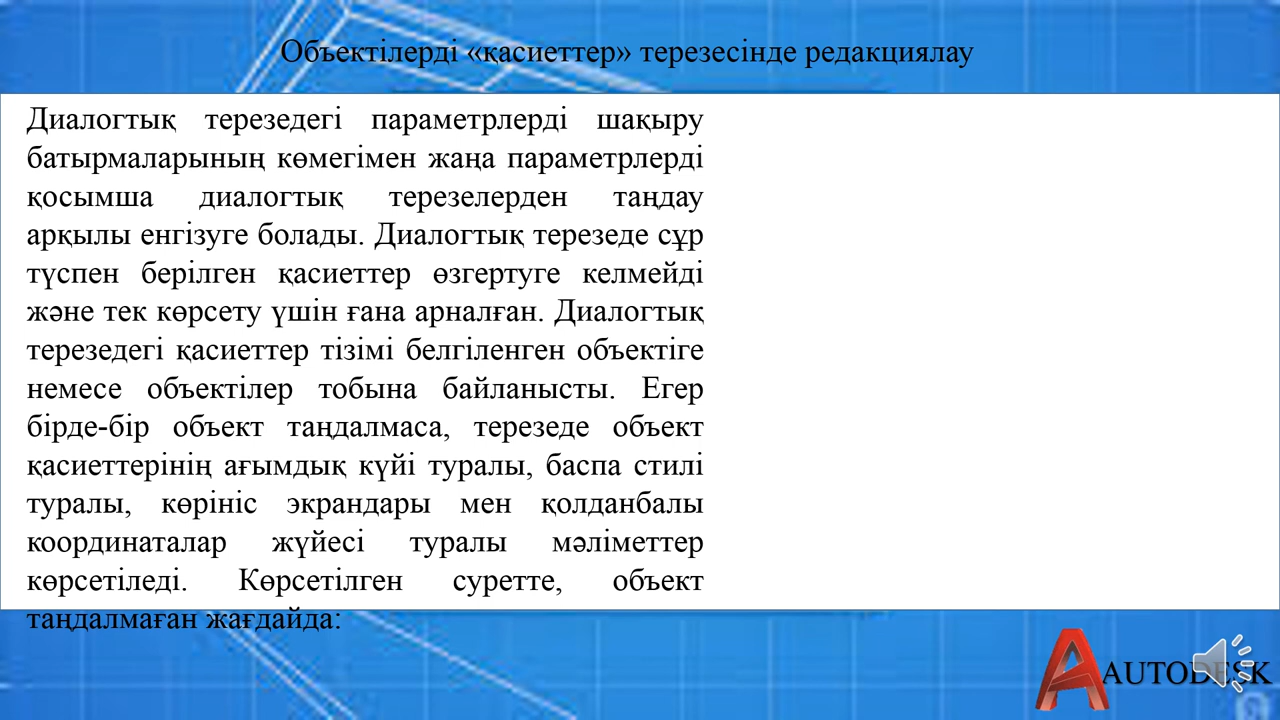 Объектілерді «қасиеттер» терезесінде редакциялау
Диалогтық терезедегі параметрлерді шақыру
батырмаларының көмегімен жаңа параметрлерді
қосымша диалогтық терезелерден таңдау
арқылы енгізуге болады. Диалогтық терезеде сұр
түспен берілген қасиеттер өзгертуге келмейді
және тек көрсету үшін ғана арналған. Диалогтық
терезедегі қасиеттер тізімі белгіленген объектіге
немесе объектілер тобына байланысты. Егер
бірде-бір объект таңдалмаса, терезеде объект
қасиеттерінің ағымдық күйі туралы, баспа стилі
туралы, көрініс экрандары мен қолданбалы
координаталар жүйесі туралы мәліметтер
көрсетіледі. Көрсетілген суретте, объект
таңдалмаған жағдайда:
AUTODESK